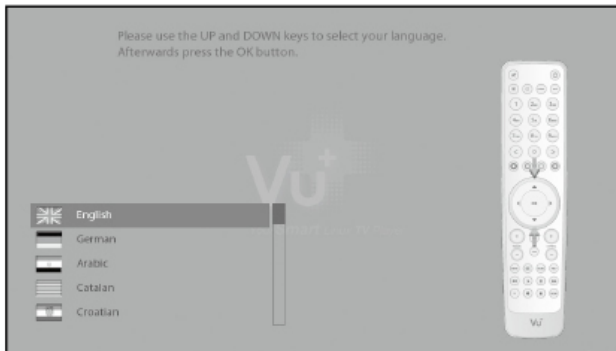 Please use the UP and DOWN keys to select your language.
Afterwards press the OK button.
Vu+
English
German
Arabic
Catalan
Croatian
Vu+